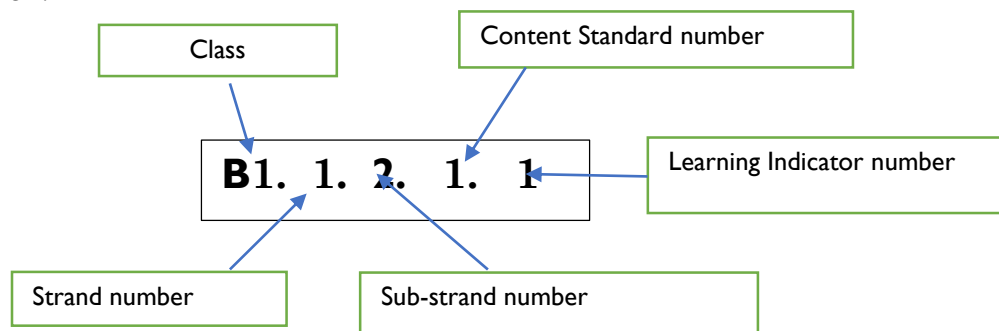 Class
Content Standard number
B1. 1. 2. 1. 1
Learning Indicator number
Strand number
Sub-strand number